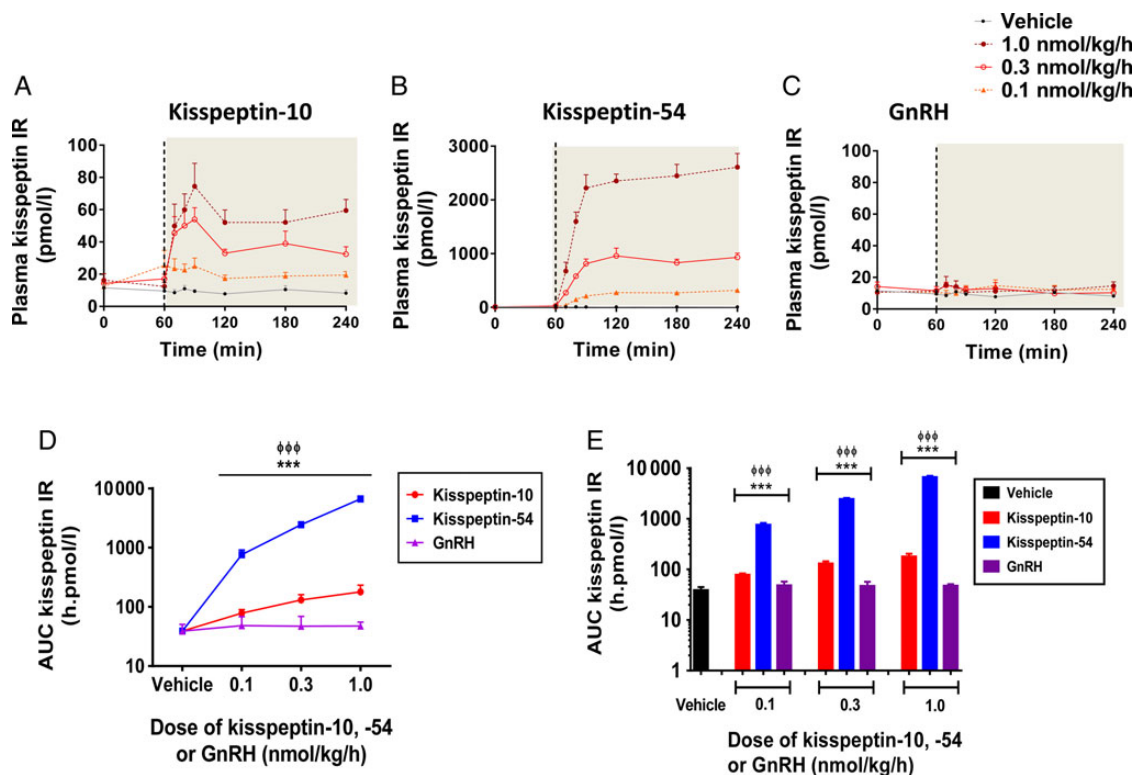 Vehicle
1.0 nmol/kg/h
0.3 nmol/kg/h
0.1 nmol/kg/h
A
Kisspeptin-10
Plasma kisspeptin IR
(pmol/l)
100
80
60
40
20
0
0 60 120 180 240
Time (min)
B
Kisspeptin-54
Plasma kisspeptin IR
(pmol/l)
3000
2000
1000
0
0 60 120 180 240
Time (min)
C
GnRH
Plasma kisspeptin IR
(pmol/l)
100
80
60
40
20
0
0 60 120 180 240
Time (min)
D
ϕϕϕ
***
AUC kisspeptin IR
(h.pmol/l)
10000
1000
100
10
Vehicle 0.1 0.3 1.0
Dose of kisspeptin-10, -54
or GnRH (nmol/kg/h)
Kisspeptin-10
Kisspeptin-54
GnRH
E
ϕϕϕ
***
ϕϕϕ
***
ϕϕϕ
***
AUC kisspeptin IR
(h.pmol/l)
10 000
1000
100
10
1
Vehicle 0.1 0.3 1.0
Dose of kisspeptin-10, -54
or GnRH (nmol/kg/h)
Vehicle
Kisspeptin-10
Kisspeptin-54
GnRH